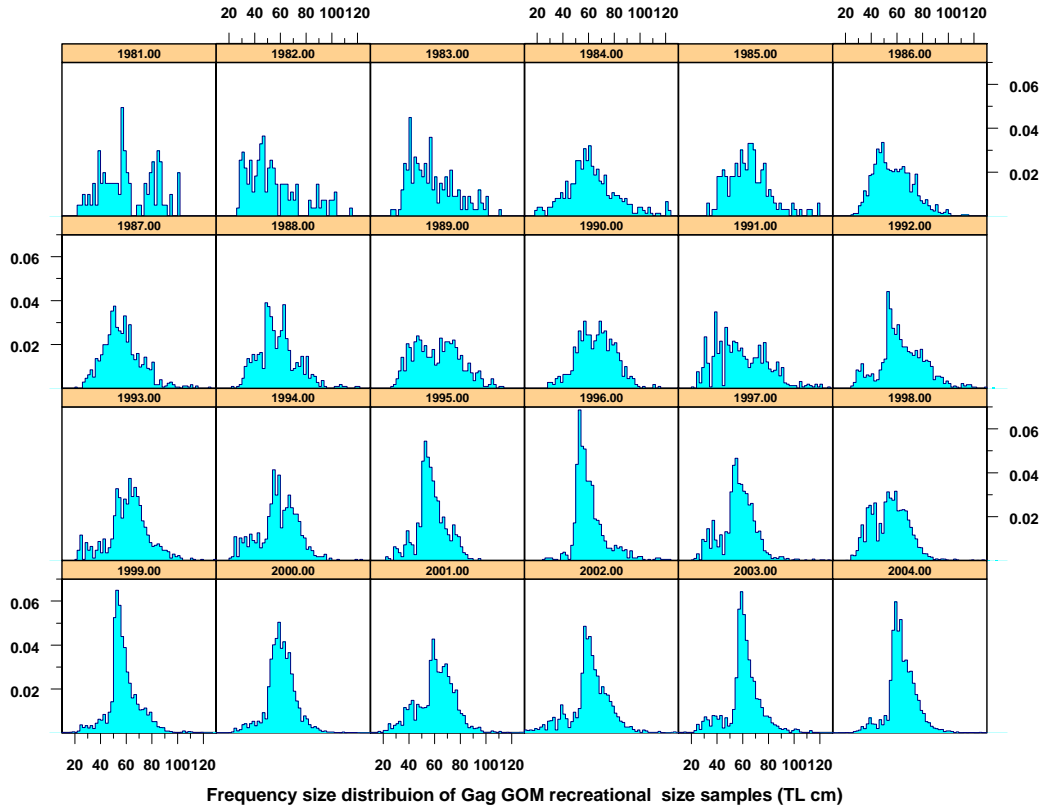 20 40 60 80 100120 20 40 60 80 100120 20 40 60 80 100120
1981.00 1982.00 1983.00 1984.00 1985.00 1986.00
0.06
0.04
0.02
1987.00 1988.00 1989.00 1990.00 1991.00 1992.00
0.06
0.04
0.02
1993.00 1994.00 1995.00 1996.00 1997.00 1998.00
0.06
0.04
0.02
1999.00 2000.00 2001.00 2002.00 2003.00 2004.00
0.06
0.04
0.02
20 40 60 80 100120 20 40 60 80 100120 20 40 60 80 100120
Frequency size distribuion of Gag GOM recreational size samples (TL cm)